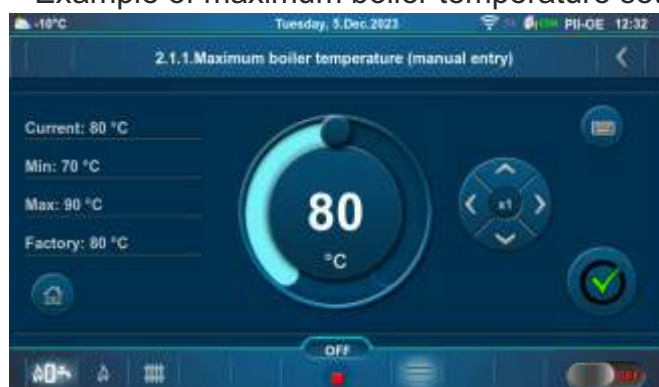 Example of maximum boiler temperature
-10°C Tuesday, 5.Dec.2023 PII-OE 12:32
2.1.1.Maximum boiler temperature (manual entry)
Current: 80 °C
Min: 70 °C
Max: 90 °C
Factory: 80 °C
80
°C
x1
OFF
OFF